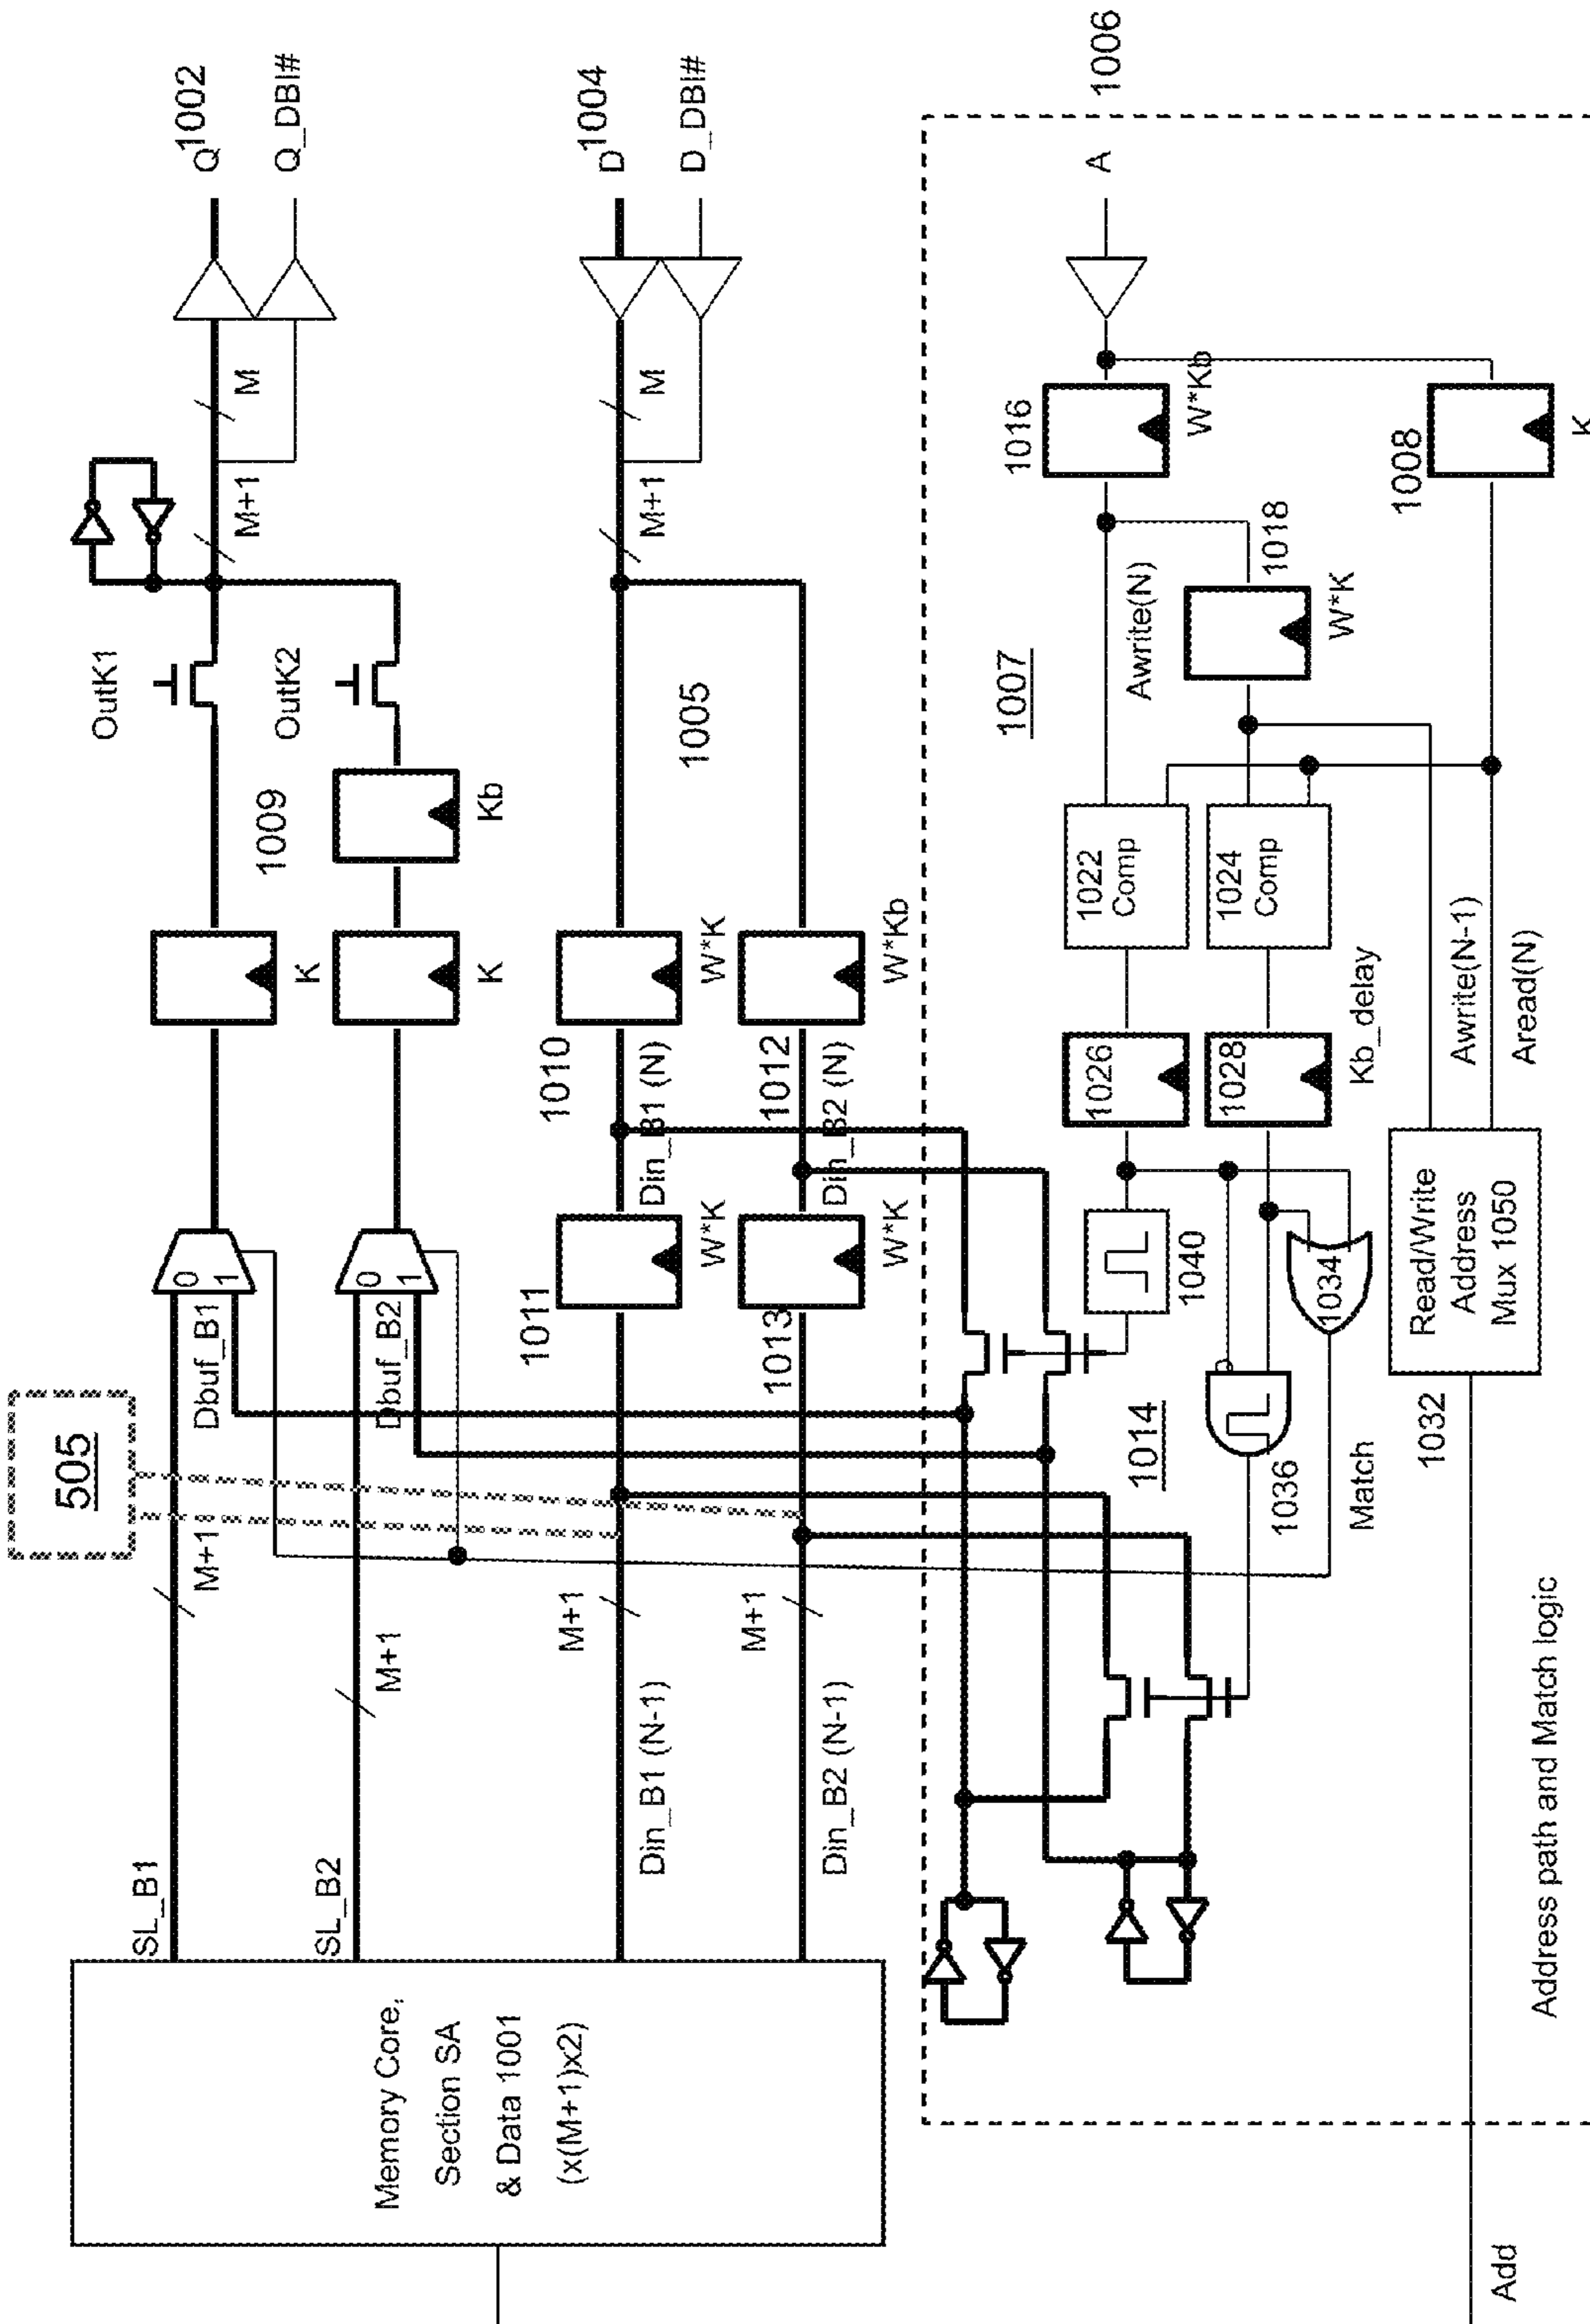 Q
1002
Q_DBI#
D
1004
D_DBI#
1006
A
M
M+1
M
M+1
OutK1
OutK2
1009
Kb
K
K
1005
1010
W*K
1012
W*Kb
Din_B1 (N)
Din_B2 (N)
1011
W*K
1013
W*K
0
1
Dbuf_B1
0
1
Dbuf_B2
505
M+1
M+1
M+1
M+1
SL_B1
SL_B2
Din_B1 (N-1)
Din_B2 (N-1)
Memory Core,
Section SA
& Data 1001
(x(M+1)x2)
1016
W*Kb
1008
K
1007
Awrite(N)
1018
W*K
1022
Comp
1024
Comp
1026
1028
Kb_delay
Awrite(N-1)
Aread(N)
1040
1034
1014
1036
Match
Read/Write
Address
Mux 1050
1032
Address path and Match logic
Add